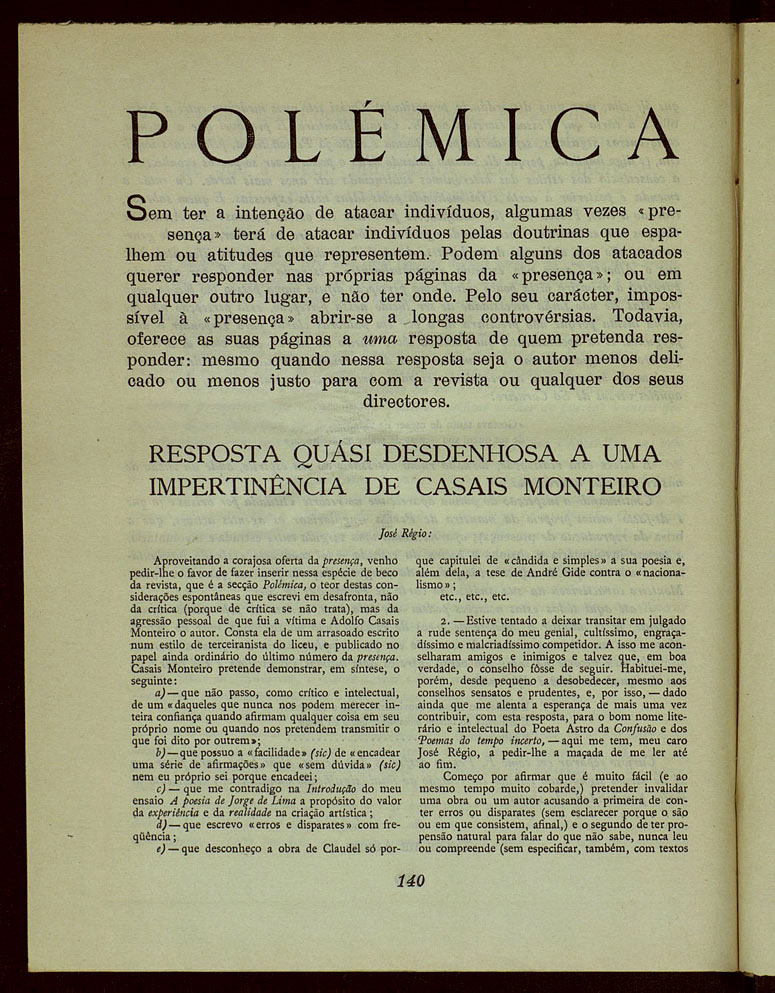 POLÉMICA
Sem ter a intenção de atacar indivíduos, algumas vezes «pre-
sença» terá de atacar indivíduos pelas doutrinas que espa-
lhem ou atitudes que representem. Podem alguns dos atacados
querer responder nas próprias páginas da «presença»; ou em
qualquer outro lugar, e não ter onde. Pelo seu carácter, impos-
sível à «presença» abrir-se a longas controvérsias. Todavia,
oferece as suas páginas a uma resposta de quem pretenda res-
ponder: mesmo quando nessa resposta seja o autor menos deli-
cado ou menos justo para com a revista ou qualquer dos seus
directores.
RESPOSTA QUÁSI DESDENHOSA A UMA
IMPERTINÊNCIA DE CASAIS MONTEIRO
José Régio:
Aproveitando a corajosa oferta da presença, venho
pedir-lhe o favor de fazer inserir nessa espécie de beco
da revista, que é a secção Polémica, o teor destas con-
siderações espontâneas que escrevi em desafronta, não
da crítica (porque de crítica se não trata), mas da
agressão pessoal de que fui a vítima e Adolfo Casais
Monteiro o autor. Consta ela de um arrasoado escrito
num estilo de terceiranista do liceu, e publicado no
papel ainda ordinário do último número da presença.
Casais Monteiro pretende demonstrar, em síntese, o
seguinte:
a) — que não passo, como crítico e intelectual,
de um «daqueles que nunca nos podem merecer in-
teira confiança quando afirmam qualquer coisa em seu
próprio nome ou quando nos pretendem transmitir o
que foi dito por outrem»;
b) — que possuo a «facilidade» (sic) de «encadear
uma série de afirmações» que «sem dúvida» (sic)
nem eu próprio sei porque encadeei;
c) — que me contradigo na Introdução do meu
ensaio A poesia de Jorge de Lima a propósito do valor
da experiência e da realidade na criação artística;
d) — que escrevo «erros e disparates» com fre-
qüência;
e) — que desconheço a obra de Claudel só por-
que capitulei de «cândida e simples» a sua poesia e,
além dela, a tese de André Gide contra o «naciona-
lismo»;
etc., etc., etc.
2. — Estive tentado a deixar transitar em julgado
a rude sentença do meu genial, cultíssimo, engraça-
díssimo e malcriadíssimo competidor. A isso me acon-
selharam amigos e inimigos e talvez que, em boa
verdade, o conselho fôsse de seguir. Habituei-me,
porém, desde pequeno a desobedecer, mesmo aos
conselhos sensatos e prudentes, e, por isso, — dado
ainda que me alenta a esperança de mais uma vez
contribuir, com esta resposta, para o bom nome lite-
rário e intelectual do Poeta Astro da Confusão e dos
Poemas do tempo incerto, — aqui me tem, meu caro
José Régio, a pedir-lhe a maçada de me ler até
ao fim.
Começo por afirmar que é muito fácil (e ao
mesmo tempo muito cobarde,) pretender invalidar
uma obra ou um autor acusando a primeira de con-
ter erros ou disparates (sem esclarecer porque o são
ou em que consistem, afinal,) e o segundo de ter pro-
pensão natural para falar do que não sabe, nunca leu
ou compreende (sem especificar, também, com textos
140